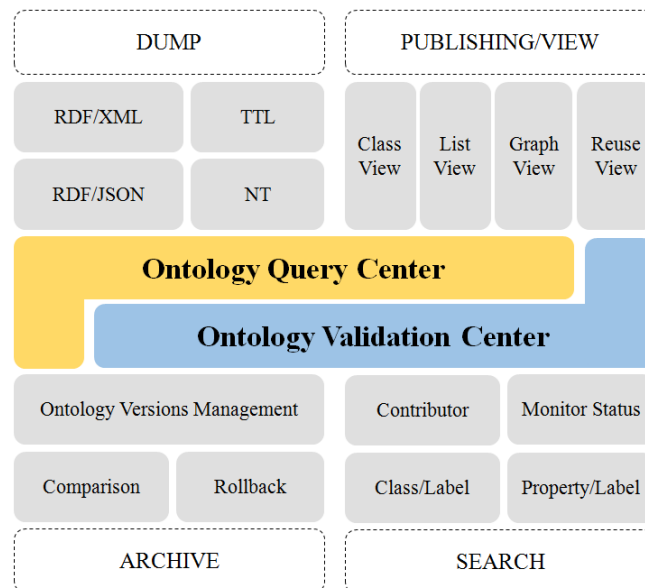 DUMP
PUBLISHING/VIEW
RDF/XML
TTL
RDF/JSON
NT
Class
View
List
View
Graph
View
Reuse
View
Ontology Query Center
Ontology Validation Center
Ontology Versions Management
Contributor
Monitor Status
Comparison
Rollback
Class/Label
Property/Label
ARCHIVE
SEARCH